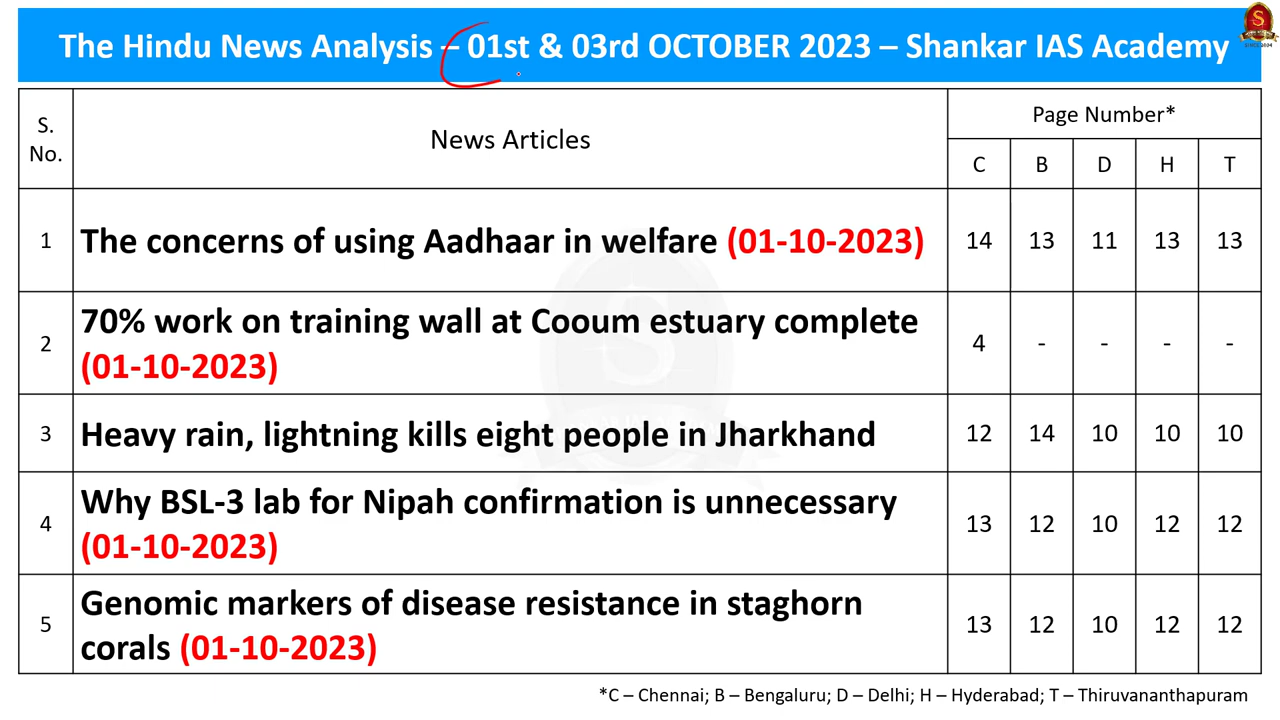 The Hindu News Analysis – 01st & 03rd OCTOBER 2023 – Shankar IAS Academy
S. No.
News Articles
Page Number*
C B D H T
1 The concerns of using Aadhaar in welfare (01-10-2023) 14 13 11 13 13
2 70% work on training wall at Cooum estuary complete
(01-10-2023) 4 - - - -
3 Heavy rain, lightning kills eight people in Jharkhand 12 14 10 10 10
4 Why BSL-3 lab for Nipah confirmation is unnecessary
(01-10-2023) 13 12 10 12 12
5 Genomic markers of disease resistance in staghorn
corals (01-10-2023) 13 12 10 12 12
*C – Chennai; B – Bengaluru; D – Delhi; H – Hyderabad; T – Thiruvananthapuram